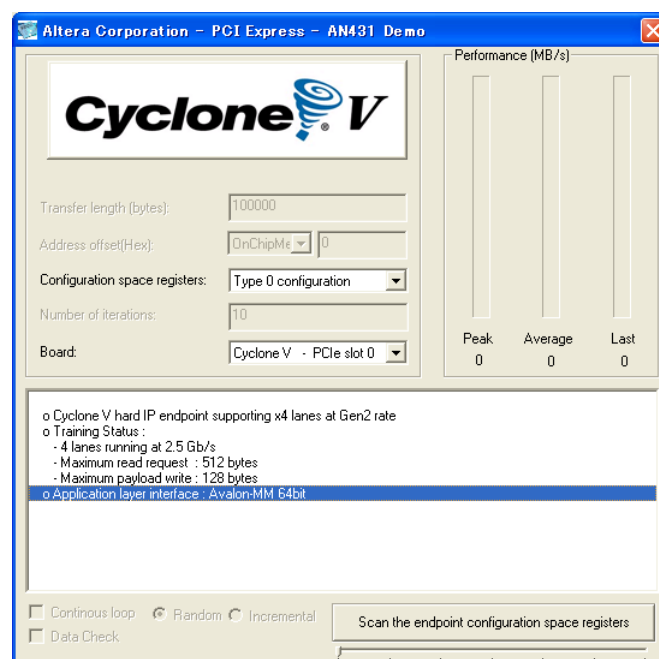 Altera Corporation - PCI Express - AN431 Demo
Cyclone V
Transfer length (bytes): 100000
Address offset(Hex): OnChipMe 0
Configuration space registers: Type 0 configuration
Number of iterations: 10
Board: Cyclone V - PCIe slot 0
Performance (MB/s)
Peak Average Last
0 0 0
o Cyclone V hard IP endpoint supporting x4 lanes at Gen2 rate
o Training Status :
- 4 lanes running at 2.5 Gb/s
- Maximum read request : 512 bytes
- Maximum payload write : 128 bytes
o Application layer interface : Avalon-MM 64bit
Continous loop Random Incremental
Data Check
Scan the endpoint configuration space registers